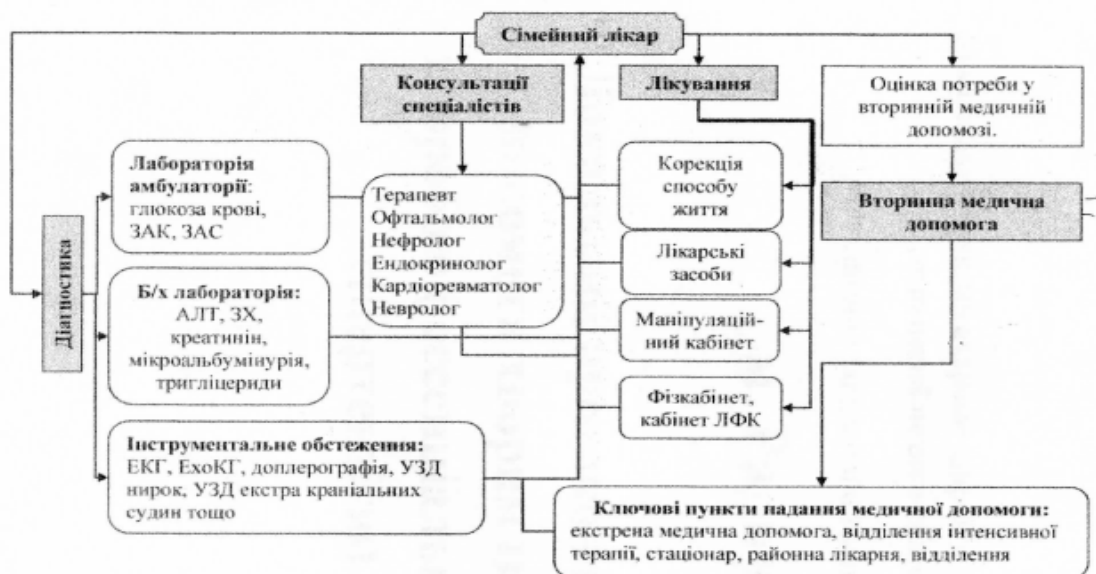 Сімейний лікар
Консультації
спеціалістів
Лікування
Оцінка потреби у
вторинній медичній
допомозі.
Лабораторія
амбулаторії:
глюкоза крові,
ЗАК, ЗАС
Терапевт
Офтальмолог
Нефролог
Ендокринолог
Кардіоревматолог
Невролог
Корекція
способу
життя
Вторинна медична
допомога
Діагностика
Б/х лабораторія:
АЛТ, ЗХ,
креатинін,
мікроальбумінурія,
тригліцериди
Лікарські
засоби
Маніпуляцій-
ний кабінет
Фізкабінет,
кабінет ЛФК
Інструментальне обстеження:
ЕКГ, ЕхоКГ, доплерографія, УЗД
нирок, УЗД екстра краніальних
судин тощо
Ключові пункти надання медичної допомоги:
екстрена медична допомога, відділення інтенсивної
терапії, стаціонар, районна лікарня, відділення